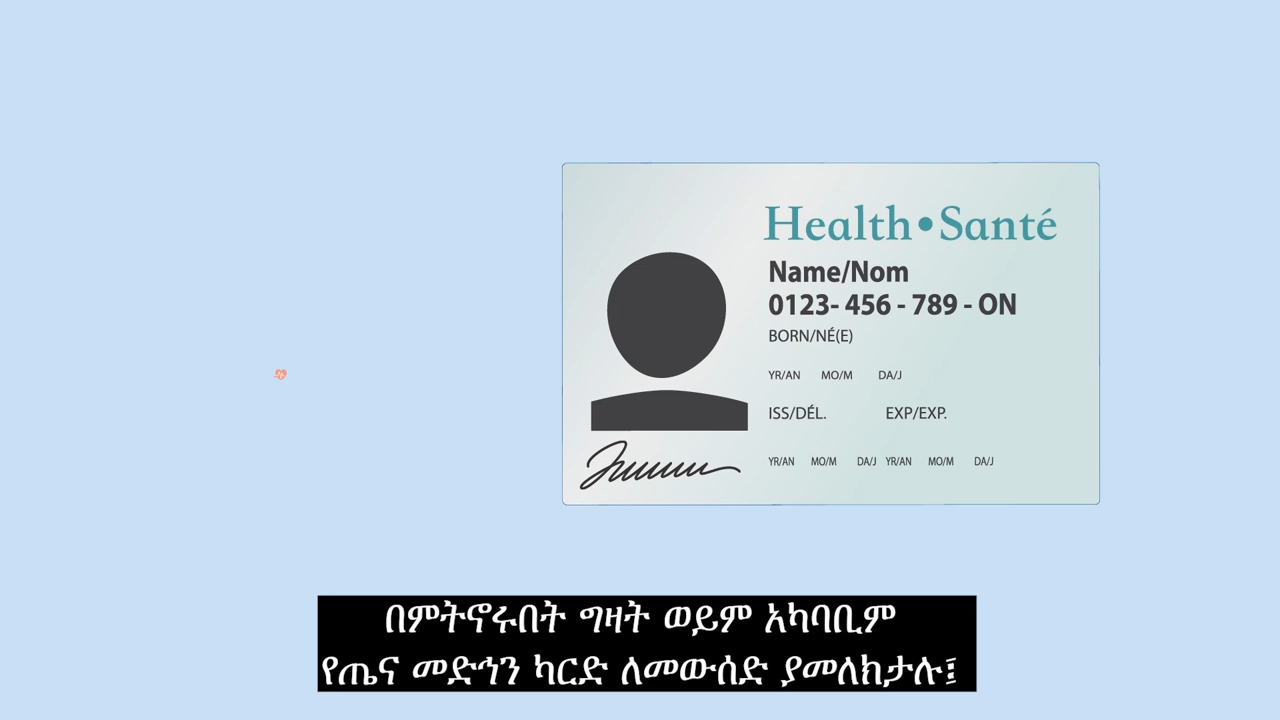 Health•Santé
Name/Nom
0123- 456 - 789 - ON
BORN/NÉ(E)
YR/AN MO/M DA/J
ISS/DÉL. EXP/EXP.
YR/AN MO/M DA/J YR/AN MO/M DA/J
በምትኖሩበት ግዛት ወይም አካባቢም
የጤና መድኅን ካርድ ለመውሰድ ያመለክታሉ፤